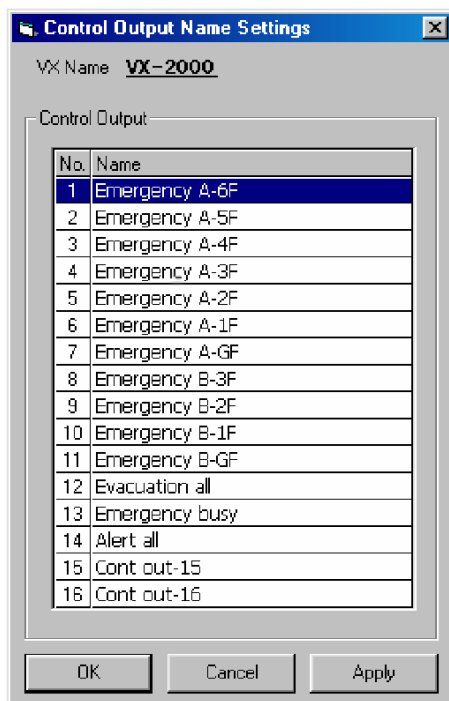 Control Output Name Settings
VX Name VX-2000
Control Output
No. Name
1 Emergency A-6F
2 Emergency A-5F
3 Emergency A-4F
4 Emergency A-3F
5 Emergency A-2F
6 Emergency A-1F
7 Emergency A-GF
8 Emergency B-3F
9 Emergency B-2F
10 Emergency B-1F
11 Emergency B-GF
12 Evacuation all
13 Emergency busy
14 Alert all
15 Cont out-15
16 Cont out-16
OK Cancel Apply